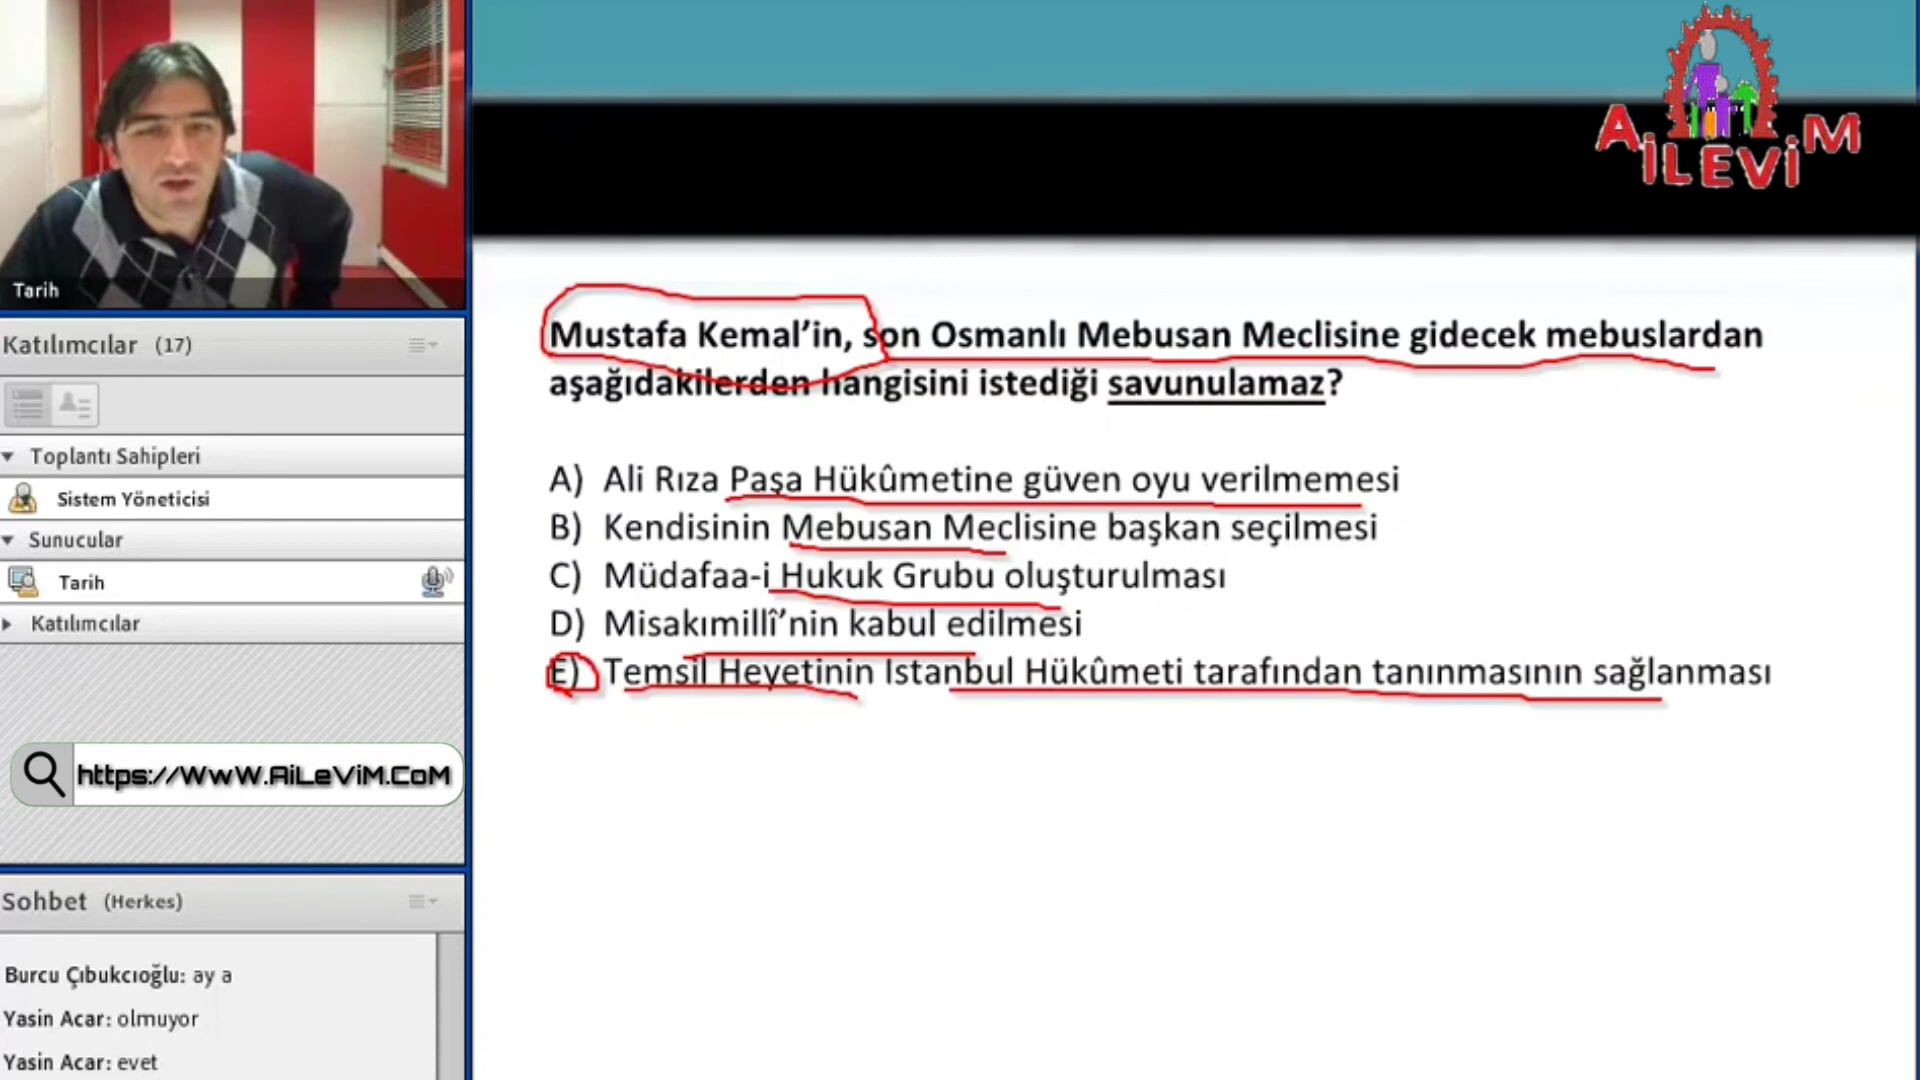 AiLEViM
Tarih
Katılımcılar (17)
Toplantı Sahipleri
Sistem Yöneticisi
Sunucular
Tarih
Katılımcılar
https://WwW.AiLeViM.CoM
Sohbet (Herkes)
Burcu Çıbukcıoğlu: ay a
Yasin Acar: olmuyor
Yasin Acar: evet
Mustafa Kemal’in, son Osmanlı Mebusan Meclisine gidecek mebuslardan
aşağıdakilerden hangisini istediği savunulamaz?
A) Ali Rıza Paşa Hükûmetine güven oyu verilmemesi
B) Kendisinin Mebusan Meclisine başkan seçilmesi
C) Müdafaa-i Hukuk Grubu oluşturulması
D) Misakımillî’nin kabul edilmesi
E) Temsil Heyetinin İstanbul Hükûmeti tarafından tanınmasının sağlanması